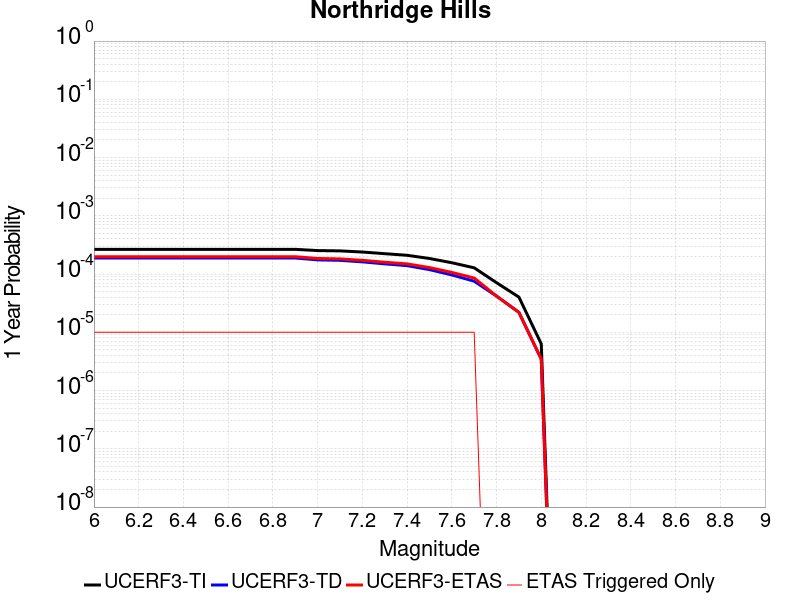 Northridge Hills
10^0
10^-1
10^-2
10^-3
10^-4
10^-5
10^-6
10^-7
10^-8
1 Year Probability
6 6.2 6.4 6.6 6.8 7 7.2 7.4 7.6 7.8 8 8.2 8.4 8.6 8.8 9
Magnitude
UCERF3-TI UCERF3-TD UCERF3-ETAS ETAS Triggered Only